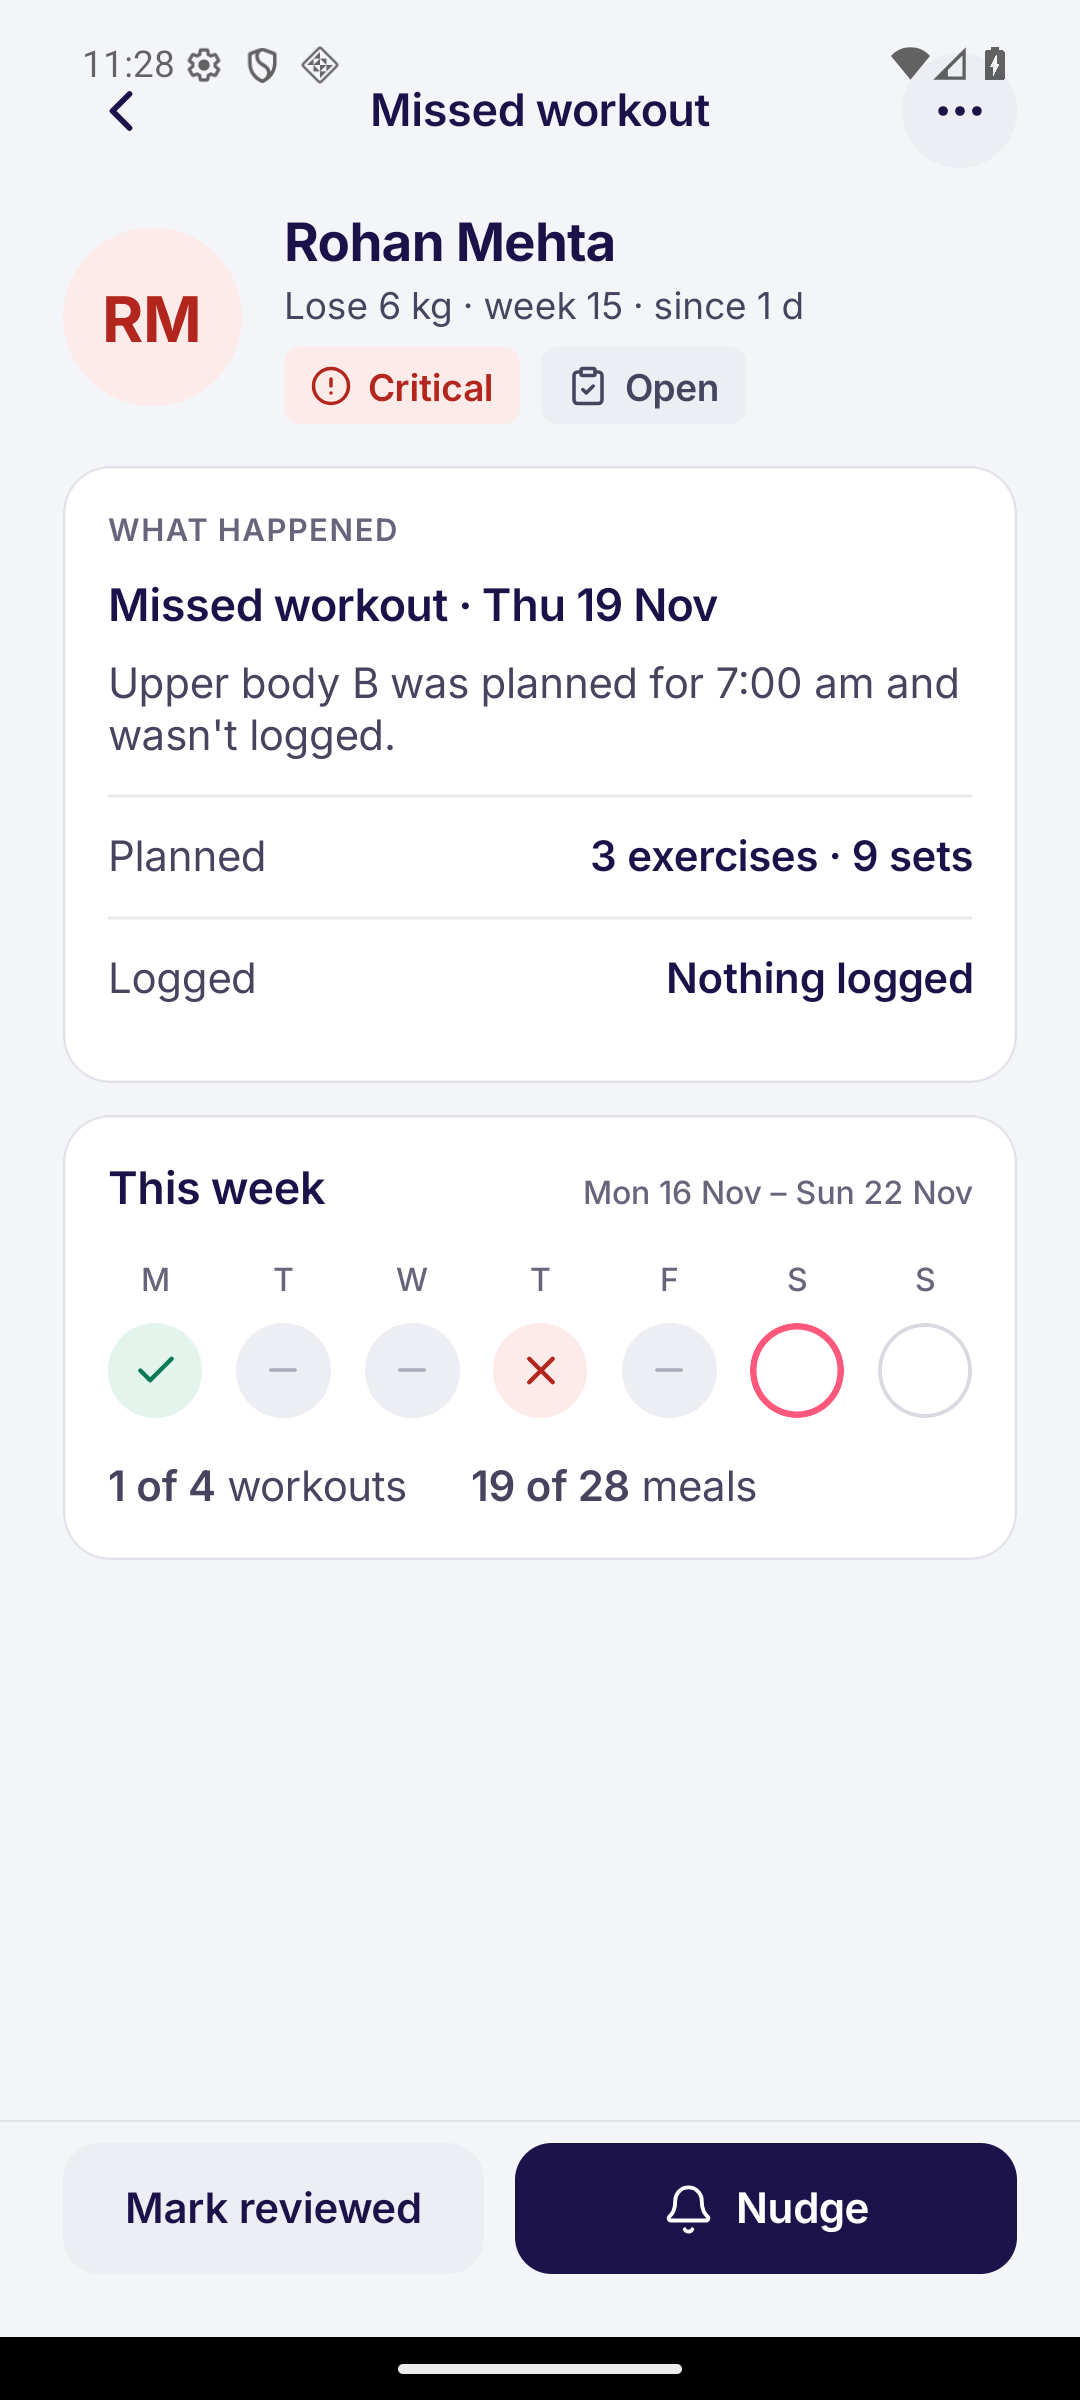 11:28
Missed workout
RM
Rohan Mehta
Lose 6 kg · week 15 · since 1 d
Critical
Open
WHAT HAPPENED
Missed workout · Thu 19 Nov
Upper body B was planned for 7:00 am and
wasn't logged.
Planned 3 exercises · 9 sets
Logged Nothing logged
This week Mon 16 Nov – Sun 22 Nov
M T W T F S S
1 of 4 workouts 19 of 28 meals
Mark reviewed
Nudge